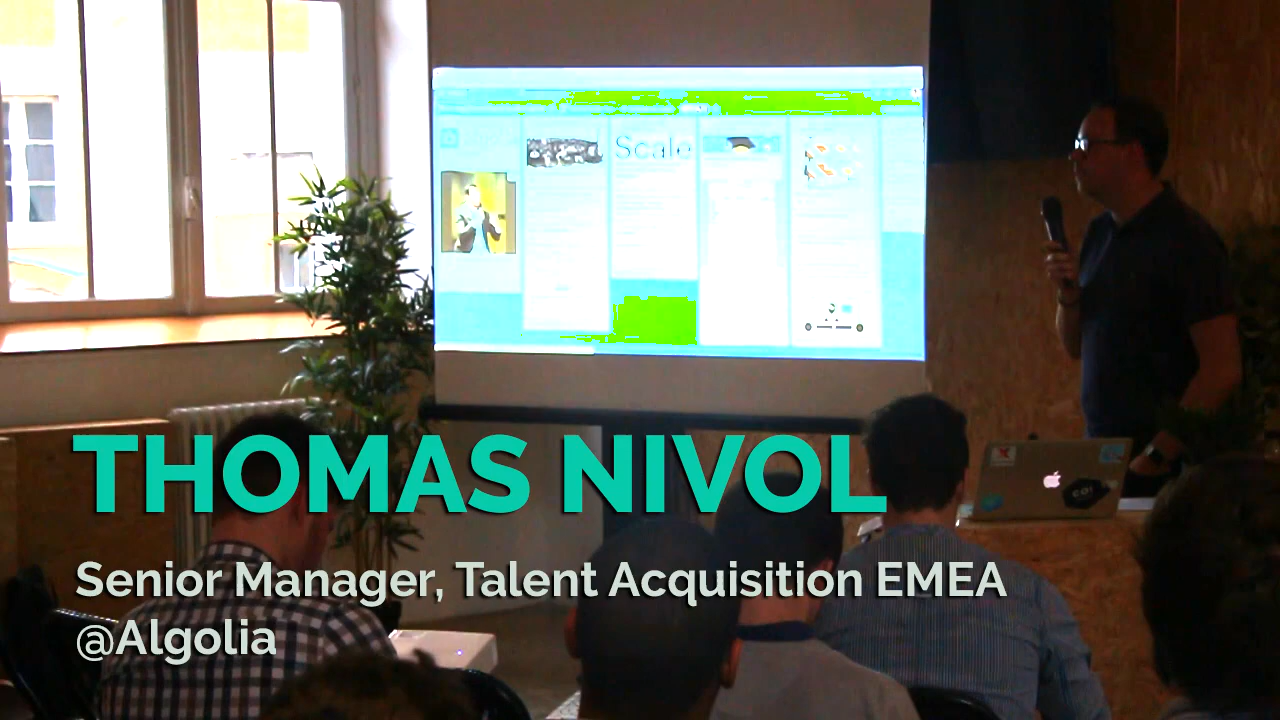 Scale
THOMAS NIVOL
Senior Manager, Talent Acquisition EMEA
@Algolia